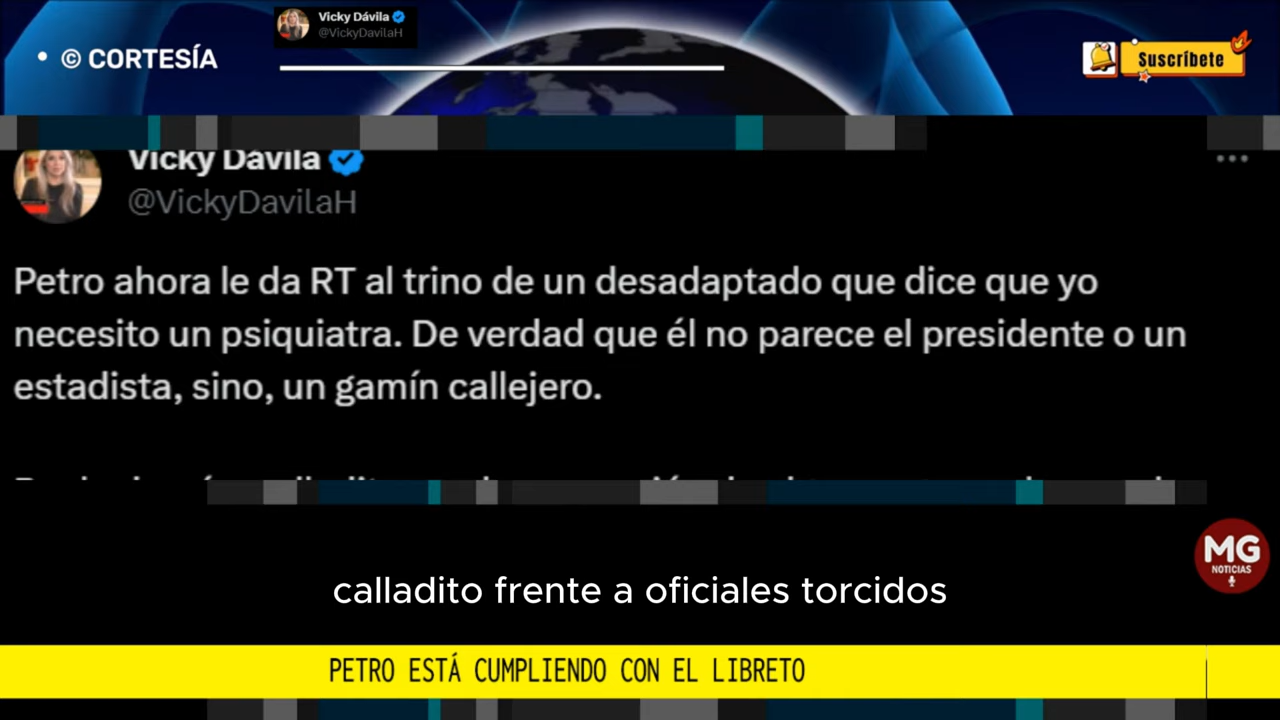 Vicky Dávila
@VickyDavilaH
• © CORTESÍA
Suscríbete
Vicky Dávila
@VickyDavilaH
Petro ahora le da RT al trino de un desadaptado que dice que yo
necesito un psiquiatra. De verdad que él no parece el presidente o un
estadista, sino, un gamín callejero.
MG
NOTICIAS
calladito frente a oficiales torcidos
PETRO ESTÁ CUMPLIENDO CON EL LIBRETO